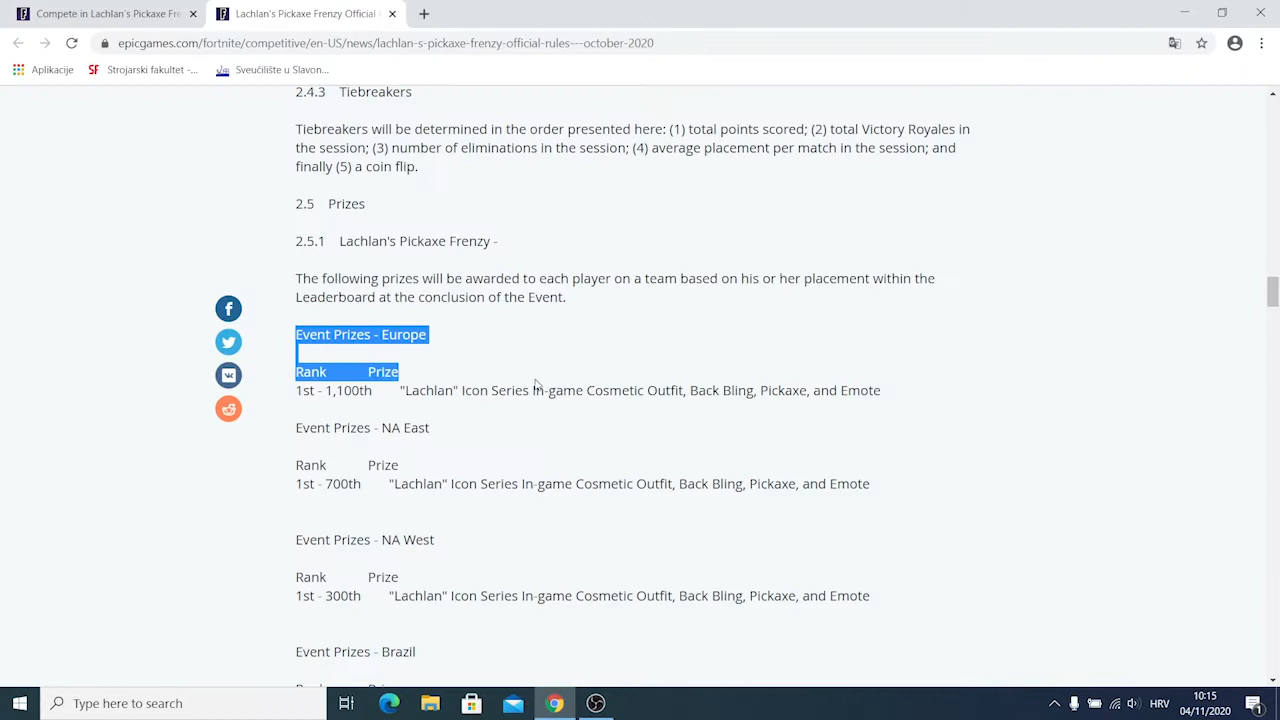 Compete in Lachlan's Pickaxe Fre
Lachlan's Pickaxe Frenzy Official
epicgames.com/fortnite/competitive/en-US/news/lachlan-s-pickaxe-frenzy-official-rules---october-2020
Aplikacije
SF Strojarski fakultet -...
Sveučilište u Slavon...
2.4.3 Tiebreakers
Tiebreakers will be determined in the order presented here: (1) total points scored; (2) total Victory Royales in
the session; (3) number of eliminations in the session; (4) average placement per match in the session; and
finally (5) a coin flip.
2.5 Prizes
2.5.1 Lachlan's Pickaxe Frenzy -
The following prizes will be awarded to each player on a team based on his or her placement within the
Leaderboard at the conclusion of the Event.
Event Prizes - Europe
Rank Prize
1st - 1,100th "Lachlan" Icon Series In-game Cosmetic Outfit, Back Bling, Pickaxe, and Emote
Event Prizes - NA East
Rank Prize
1st - 700th "Lachlan" Icon Series In-game Cosmetic Outfit, Back Bling, Pickaxe, and Emote
Event Prizes - NA West
Rank Prize
1st - 300th "Lachlan" Icon Series In-game Cosmetic Outfit, Back Bling, Pickaxe, and Emote
Event Prizes - Brazil
Type here to search
HRV
10:15
04/11/2020
1